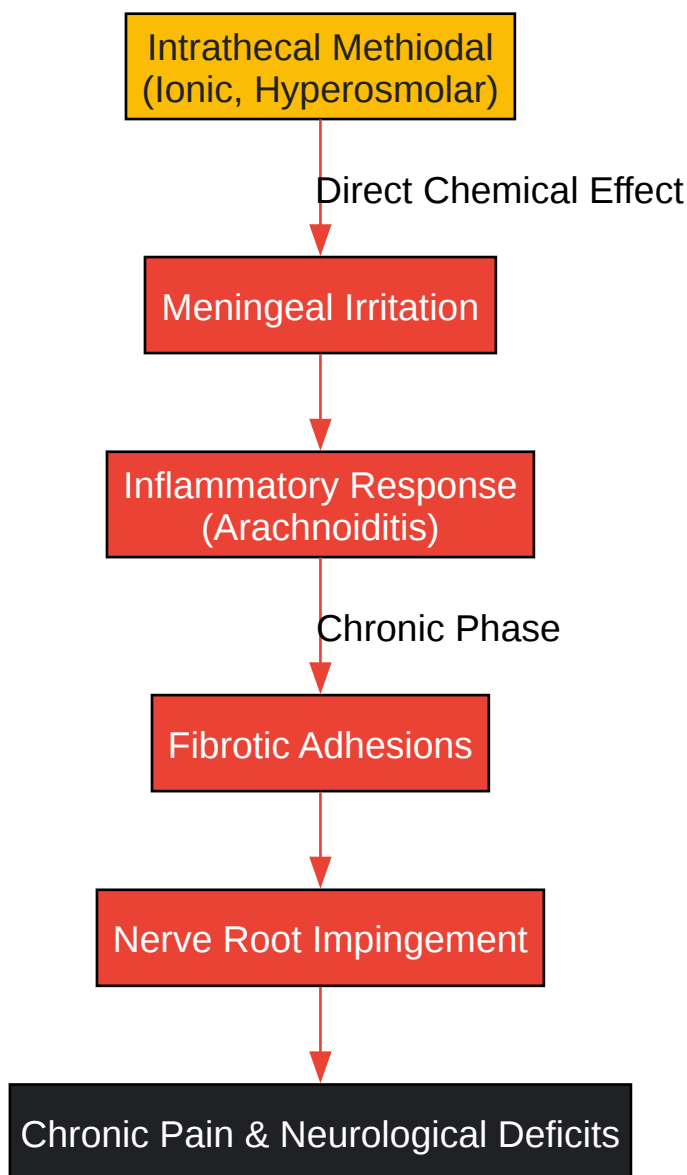 Intrathecal Methiodal
(Ionic, Hyperosmolar)
Direct Chemical Effect
Meningeal Irritation
Inflammatory Response
(Arachnoiditis)
Chronic Phase
Fibrotic Adhesions
Nerve Root Impingement
Chronic Pain & Neurological Deficits